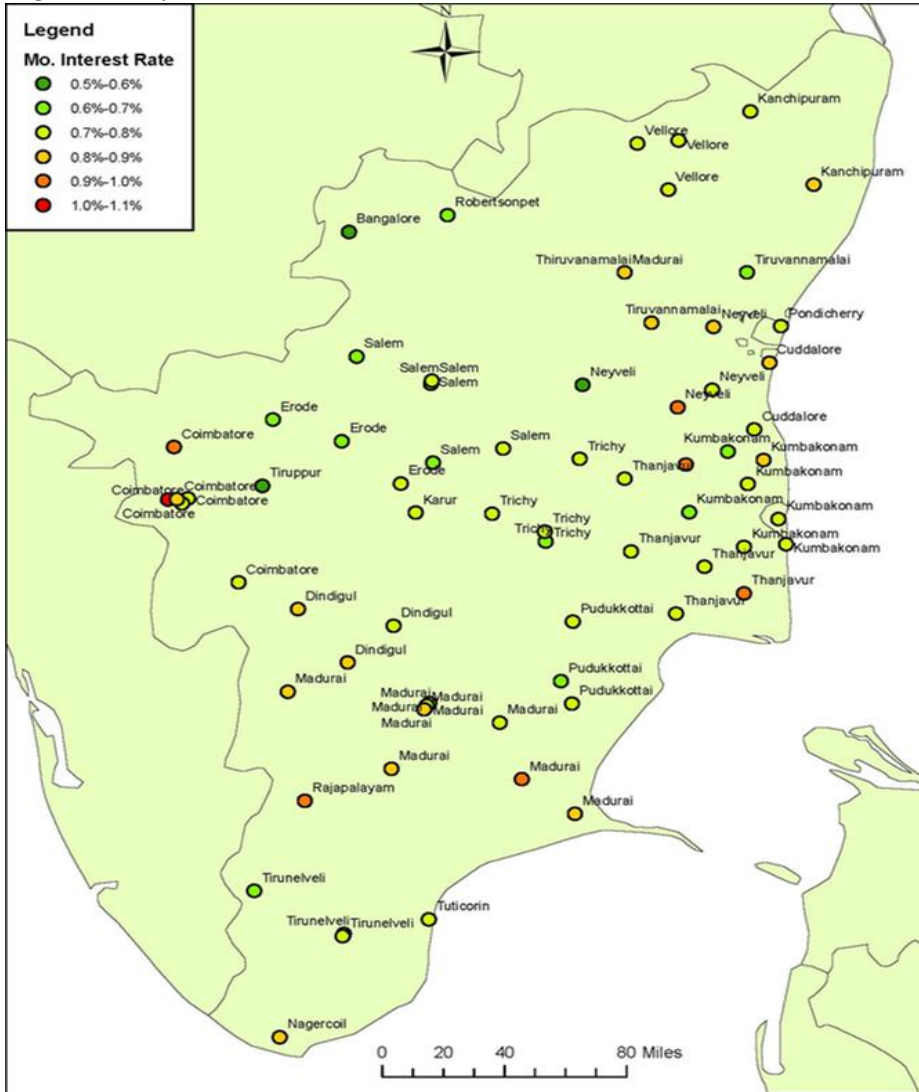 Legend
Mo. Interest Rate
0.5%-0.6%
0.6%-0.7%
0.7%-0.8%
0.8%-0.9%
0.9%-1.0%
1.0%-1.1%
N
Kanchipuram
Vellore
Vellore
Vellore
Kanchipuram
Robertsonpet
Bangalore
ThiruvanamalaiMadurai
Tiruvannamalai
Tiruvannamalai
Neyveli
Pondicherry
Salem
Cuddalore
SalemSalem
Salem
Neyveli
Neyveli
Neyveli
Erode
Cuddalore
Coimbatore
Erode
Salem
Salem
Trichy
Kumbakonam
Kumbakonam
Thanjavur
Tiruppur
Erode
Kumbakonam
Coimbatore
Coimbatore
Coimbatore
Coimbatore
Karur
Trichy
Kumbakonam
Kumbakonam
Trichy
Trichy
Trichy
Thanjavur
Kumbakonam
Kumbakonam
Thanjavur
Coimbatore
Thanjavur
Dindigul
Dindigul
Pudukkottai
Thanjavur
Dindigul
Madurai
Pudukkottai
Madurai
Madurai
Madurai
Madurai
Madurai
Madurai
Pudukkottai
Madurai
Madurai
Rajapalayam
Madurai
Tirunelveli
Tirunelveli
Tirunelveli
Tuticorin
Nagercoil
0 20 40 80 Miles